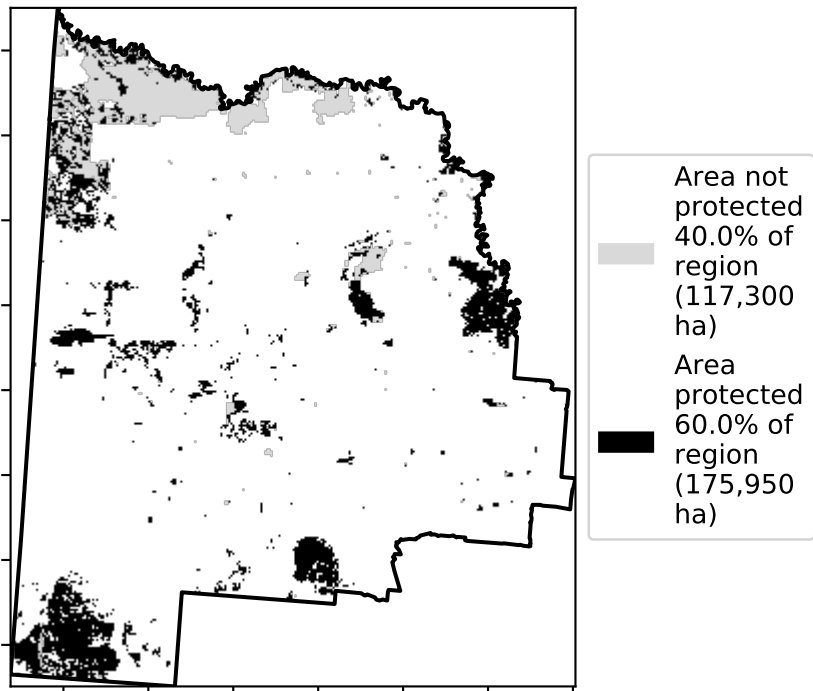 Area not
protected
40.0% of
region
(117,300
ha)
Area
protected
60.0% of
region
(175,950
ha)